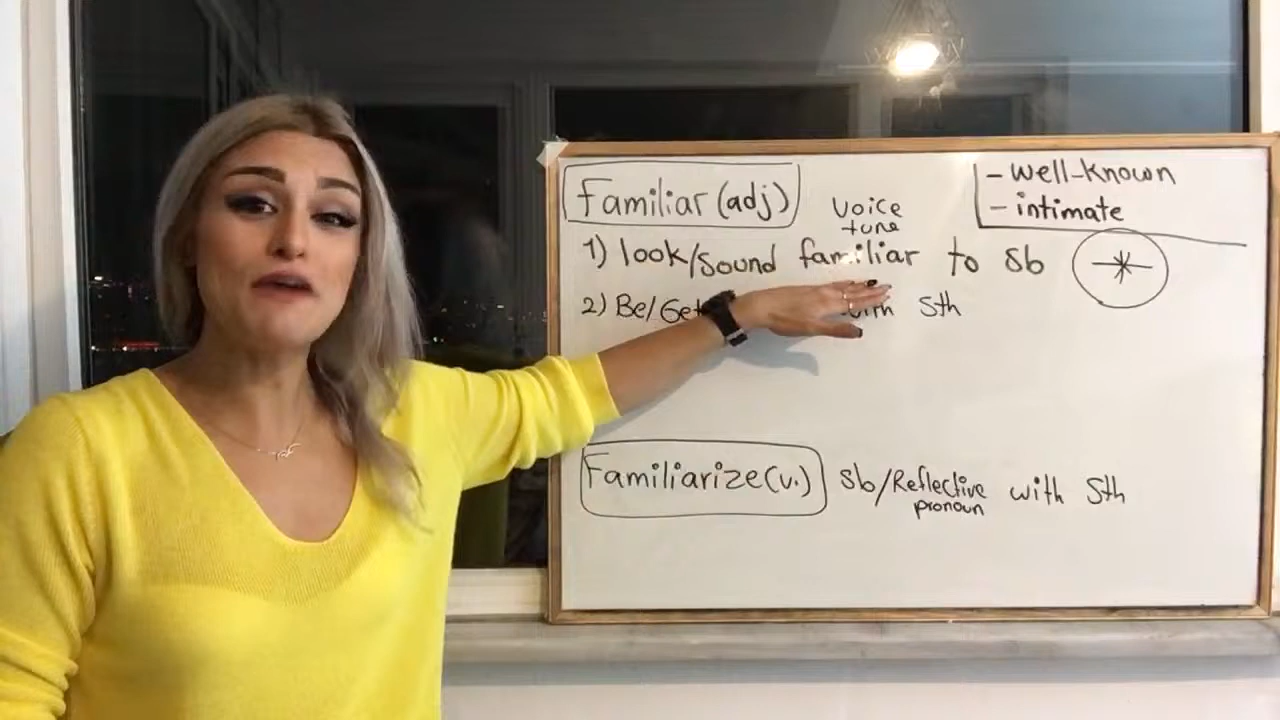 Familiar (adj)
- well-known
- intimate
voice
tune
1) look/sound familiar to sb
2) Be/Get with sth
Familiarize (v.) sb/Reflective with sth
pronoun